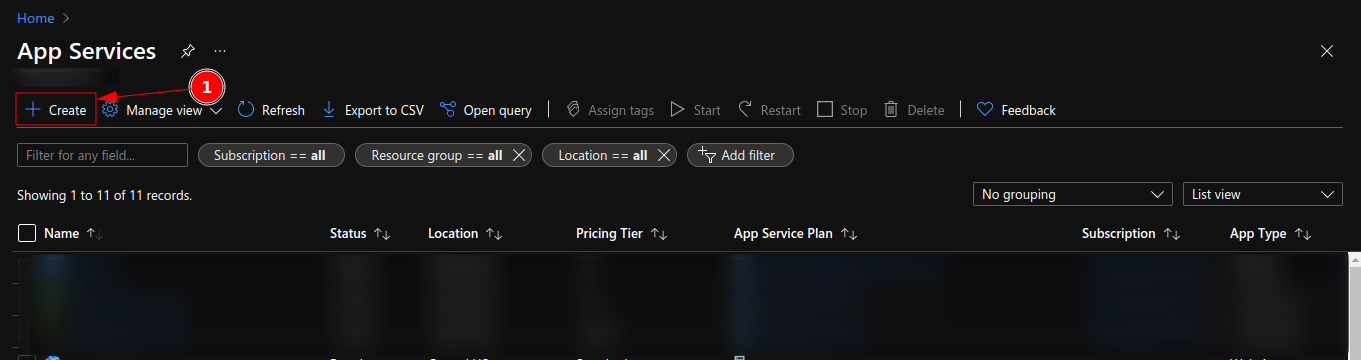 Home
App Services ...
1
Create Manage view Refresh Export to CSV Open query Assign tags Start Restart Stop Delete Feedback
Filter for any field... Subscription == all Resource group == all Location == all Add filter
Showing 1 to 11 of 11 records. No grouping List view
Name Status Location Pricing Tier App Service Plan Subscription App Type